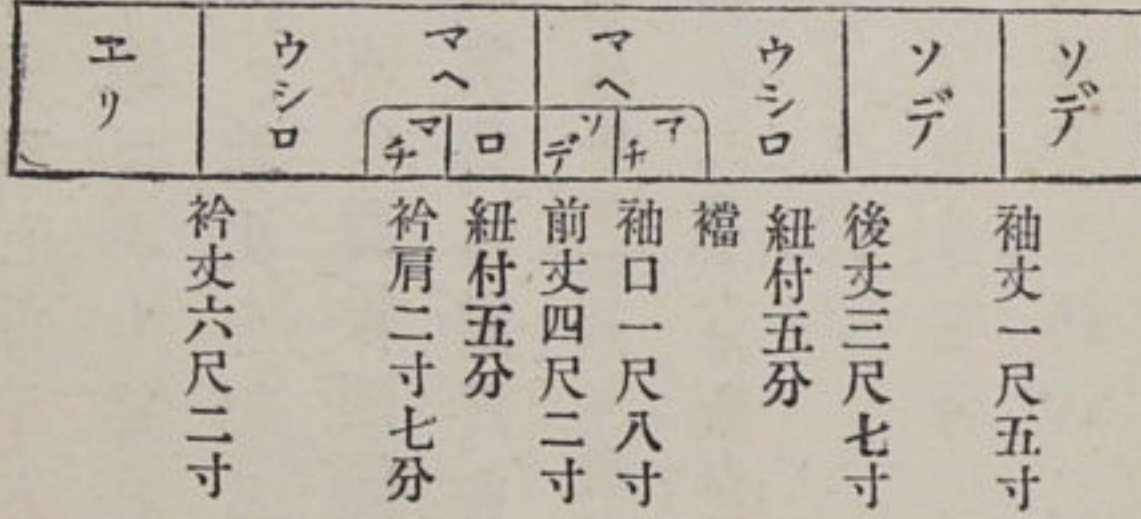 ソデ
ソデ
ウシロ
マヘ
マヘ
ウシロ
エリ
マチ
ソデ
ロ
マチ
袖丈一尺五寸
後丈三尺七寸
紐付五分
襠
袖口一尺八寸
前丈四尺二寸
紐付五分
衿肩二寸七分
衿丈六尺二寸